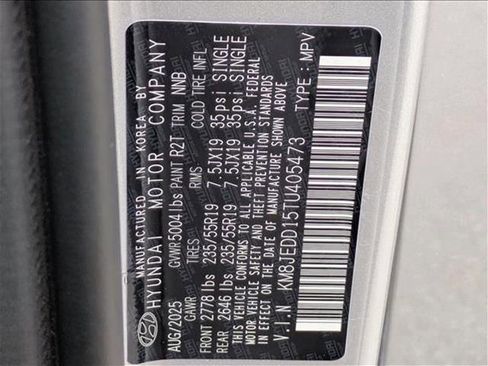 MANUFACTURED IN KOREA BY
HYUNDAI MOTOR COMPANY
AUG/2025 GVWR 5004 lbs PAINT R2T TRIM NNB
GAWR TIRES RIMS COLD TIRE INFL
FRONT 2778 lbs 235/55R19 7.5JX19 35psi SINGLE
REAR 2646 lbs 235/55R19 7.5JX19 35psi SINGLE
THIS VEHICLE CONFORMS TO ALL APPLICABLE U.S.A. FEDERAL
MOTOR VEHICLE SAFETY, BUMPER AND THEFT PREVENTION STANDARDS
IN EFFECT ON THE DATE OF MANUFACTURE SHOWN ABOVE
V.I.N KM8JEDD15TU405473 TYPE : MPV